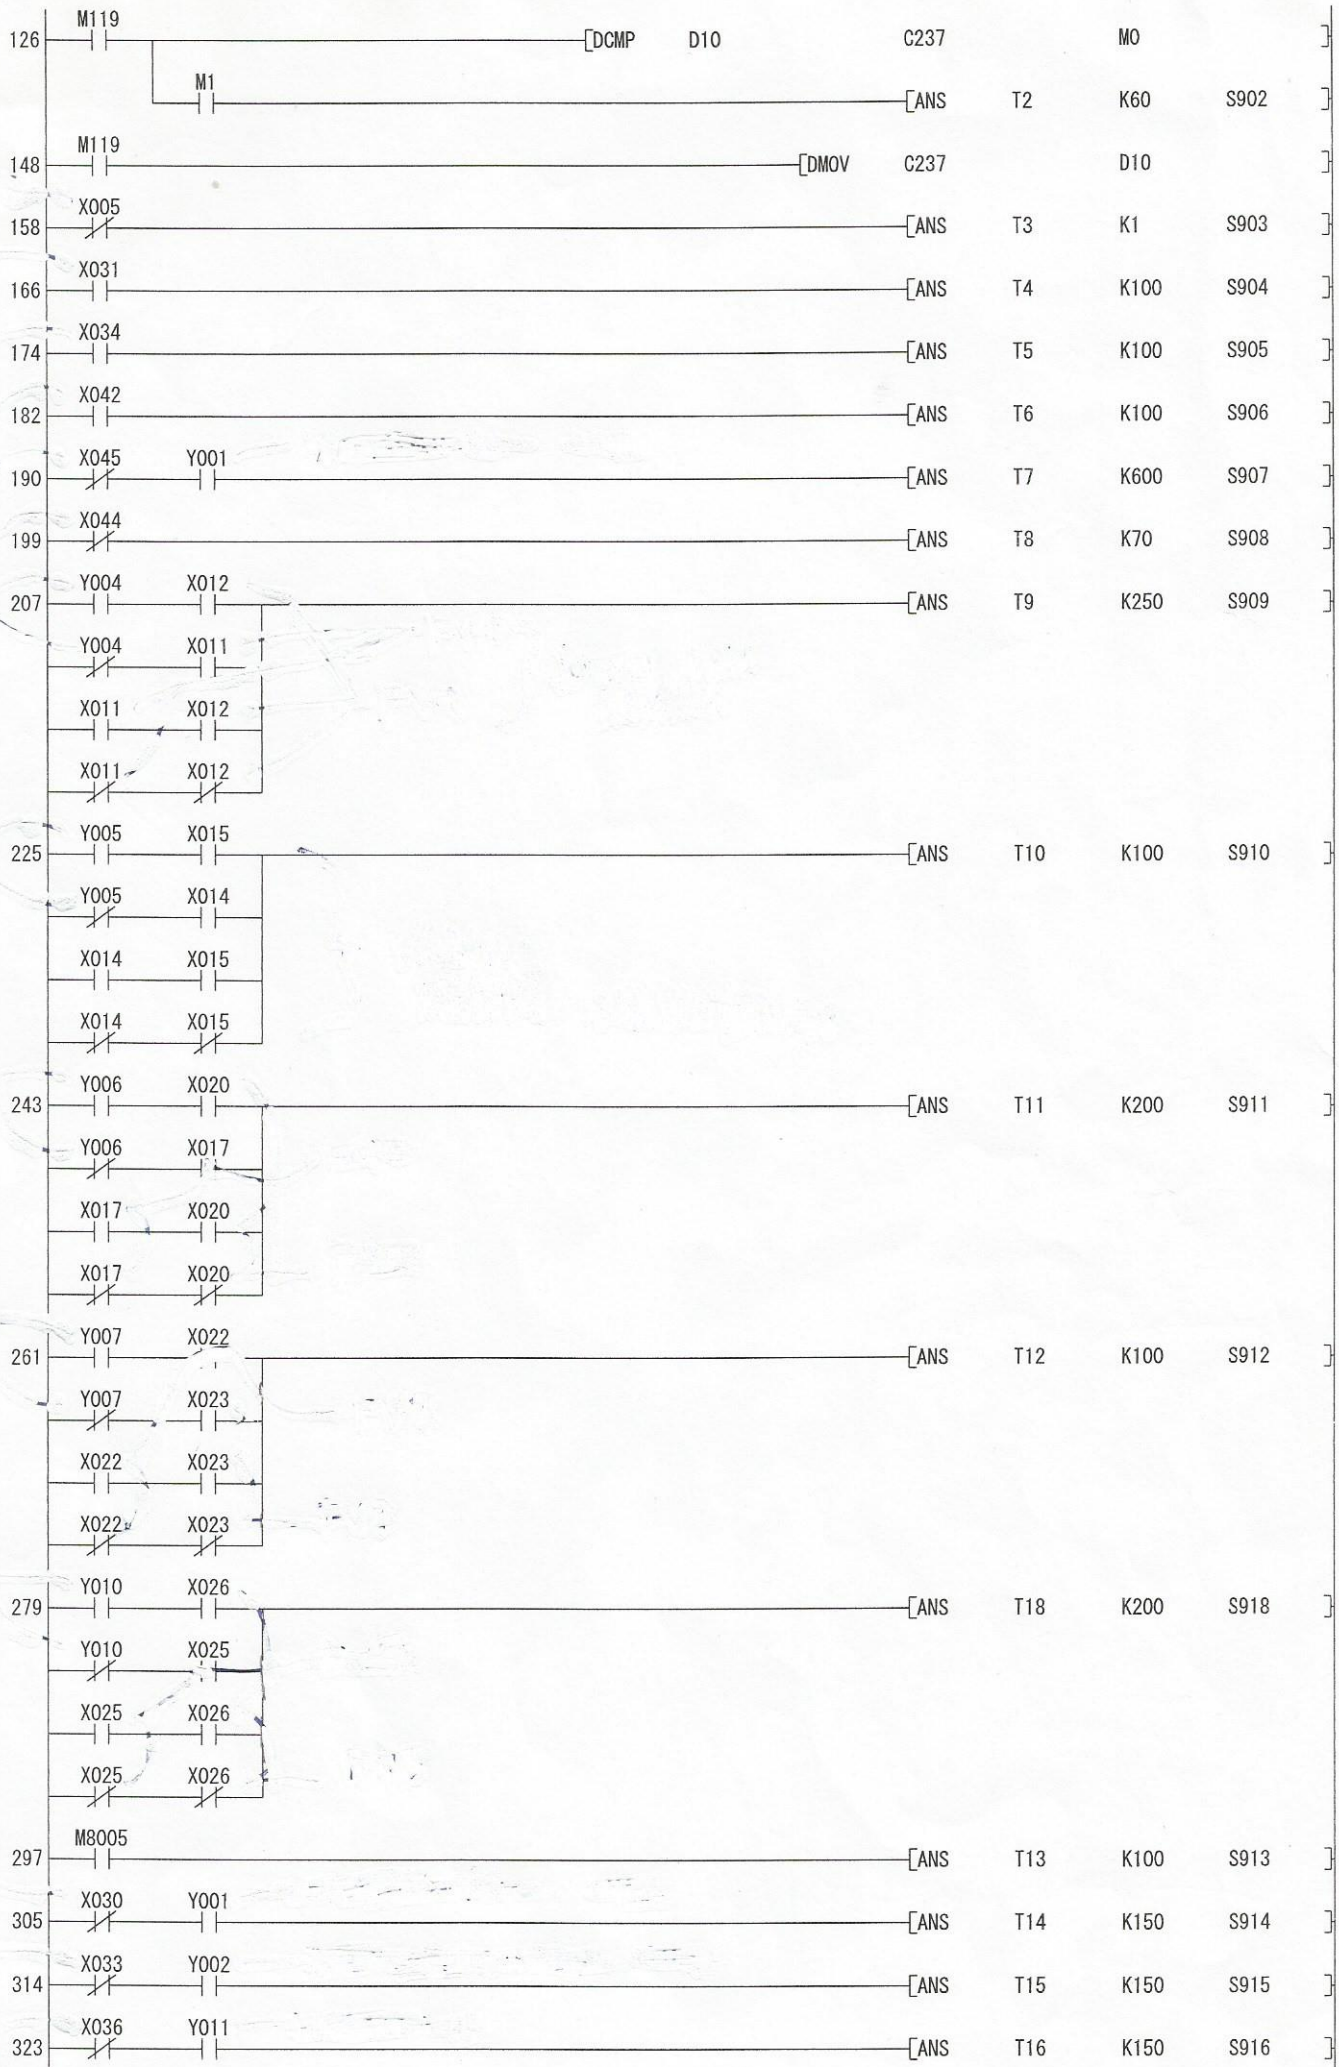 M119
126 [DCMP D10 C237 M0 ]
M1
[ANS T2 K60 S902 ]
M119
148 [DMOV C237 D10 ]
X005
158 [ANS T3 K1 S903 ]
X031
166 [ANS T4 K100 S904 ]
X034
174 [ANS T5 K100 S905 ]
X042
182 [ANS T6 K100 S906 ]
X045 Y001
190 [ANS T7 K600 S907 ]
X044
199 [ANS T8 K70 S908 ]
Y004 X012
207 [ANS T9 K250 S909 ]
Y004 X011
X011 X012
X011 X012
Y005 X015
225 [ANS T10 K100 S910 ]
Y005 X014
X014 X015
X014 X015
Y006 X020
243 [ANS T11 K200 S911 ]
Y006 X017
X017 X020
X017 X020
Y007 X022
261 [ANS T12 K100 S912 ]
Y007 X023
X022 X023
X022 X023
Y010 X026
279 [ANS T18 K200 S918 ]
Y010 X025
X025 X026
X025 X026
M8005
297 [ANS T13 K100 S913 ]
X030 Y001
305 [ANS T14 K150 S914 ]
X033 Y002
314 [ANS T15 K150 S915 ]
X036 Y011
323 [ANS T16 K150 S916 ]